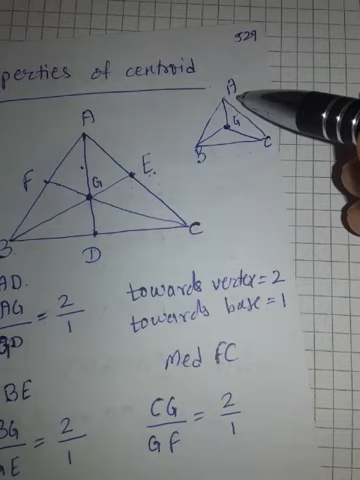 529
perties of centroid
A
F
E.
G
B
D
C
A
G
B
C
AD.
AG/GD = 2/1
towards vertex = 2
towards base = 1
Med FC
BE
BG/GE = 2/1
CG/GF = 2/1